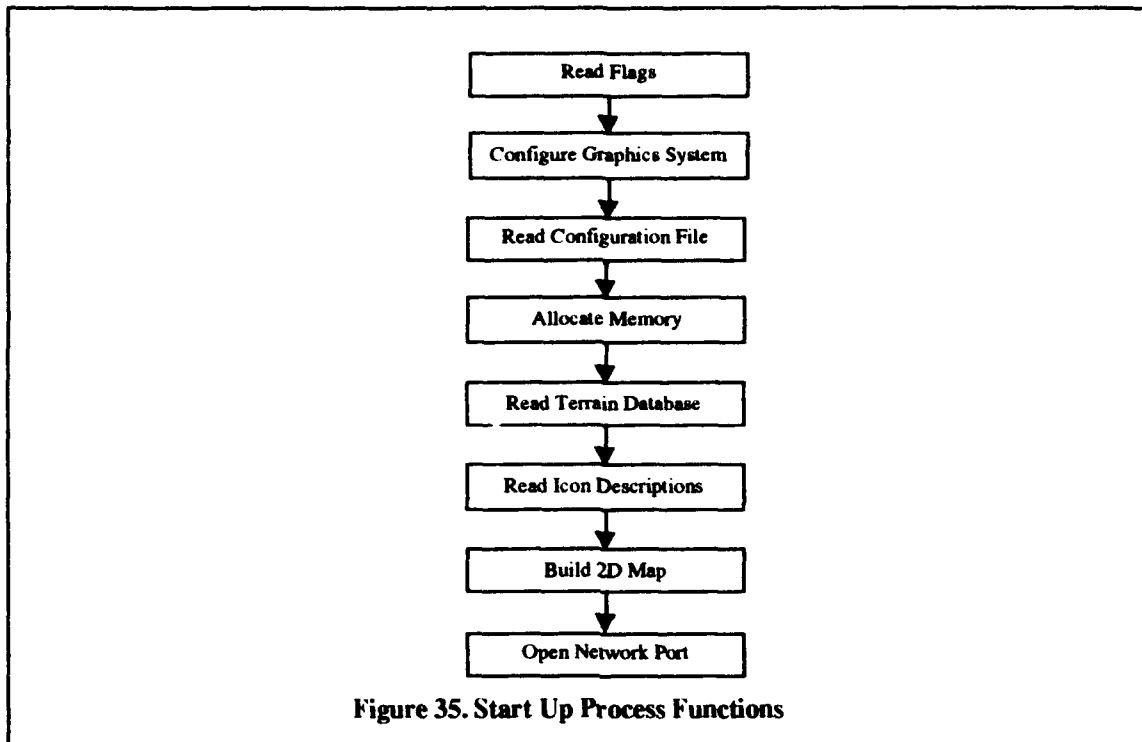 Read Flags
Configure Graphics System
Read Configuration File
Allocate Memory
Read Terrain Database
Read Icon Descriptions
Build 2D Map
Open Network Port
Figure 35. Start Up Process Functions